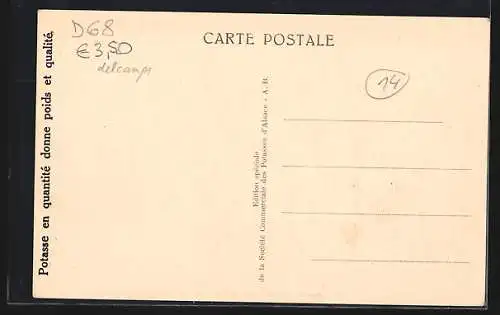 D68
€3,50
delcampe
CARTE POSTALE
14
Potasse en quantité donne poids et qualité.
Edition spéciale
de la Société Commerciale des Potasses d'Alsace - A. H.